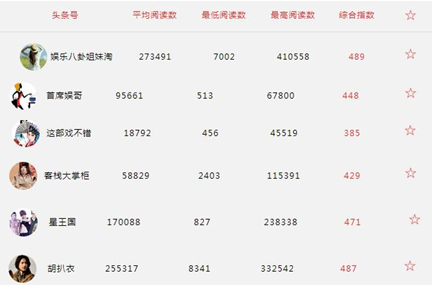 头条号 平均阅读数 最低阅读数 最高阅读数 综合指数 ☆
娱乐八卦姐妹淘 273491 7002 410558 489 ☆
首席娱哥 95661 513 67800 448 ☆
这部戏不错 18792 456 45519 385 ☆
客栈大掌柜 58829 2403 115391 429 ☆
星王国 170088 827 238338 471 ☆
胡扒衣 255317 8341 332542 487 ☆